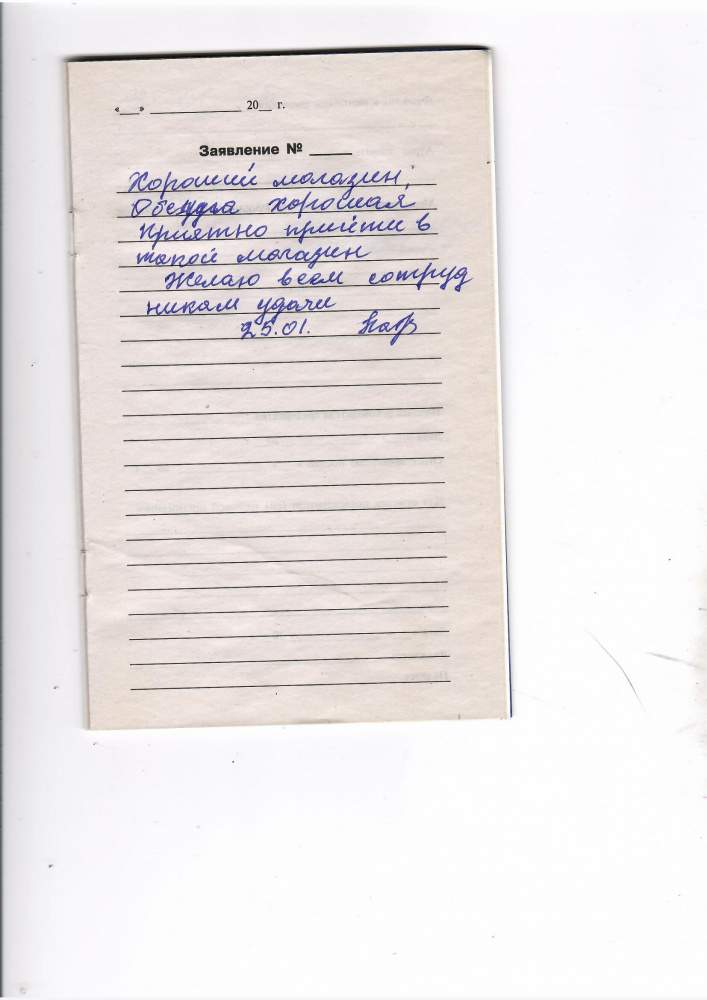 «__» ____________ 20__ г.
Заявление № _____
Хороший магазин,
хорошая
Приятно прийти в
такой магазин
Желаю всем сотруд
никам удачи
25.01.